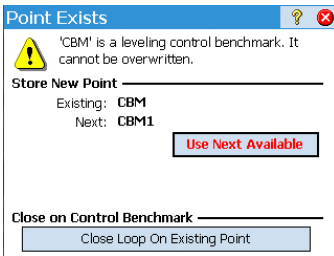 Point Exists
'CBM' is a leveling control benchmark. It
cannot be overwritten.
Store New Point
Existing: CBM
Next: CBM1
Use Next Available
Close on Control Benchmark
Close Loop On Existing Point